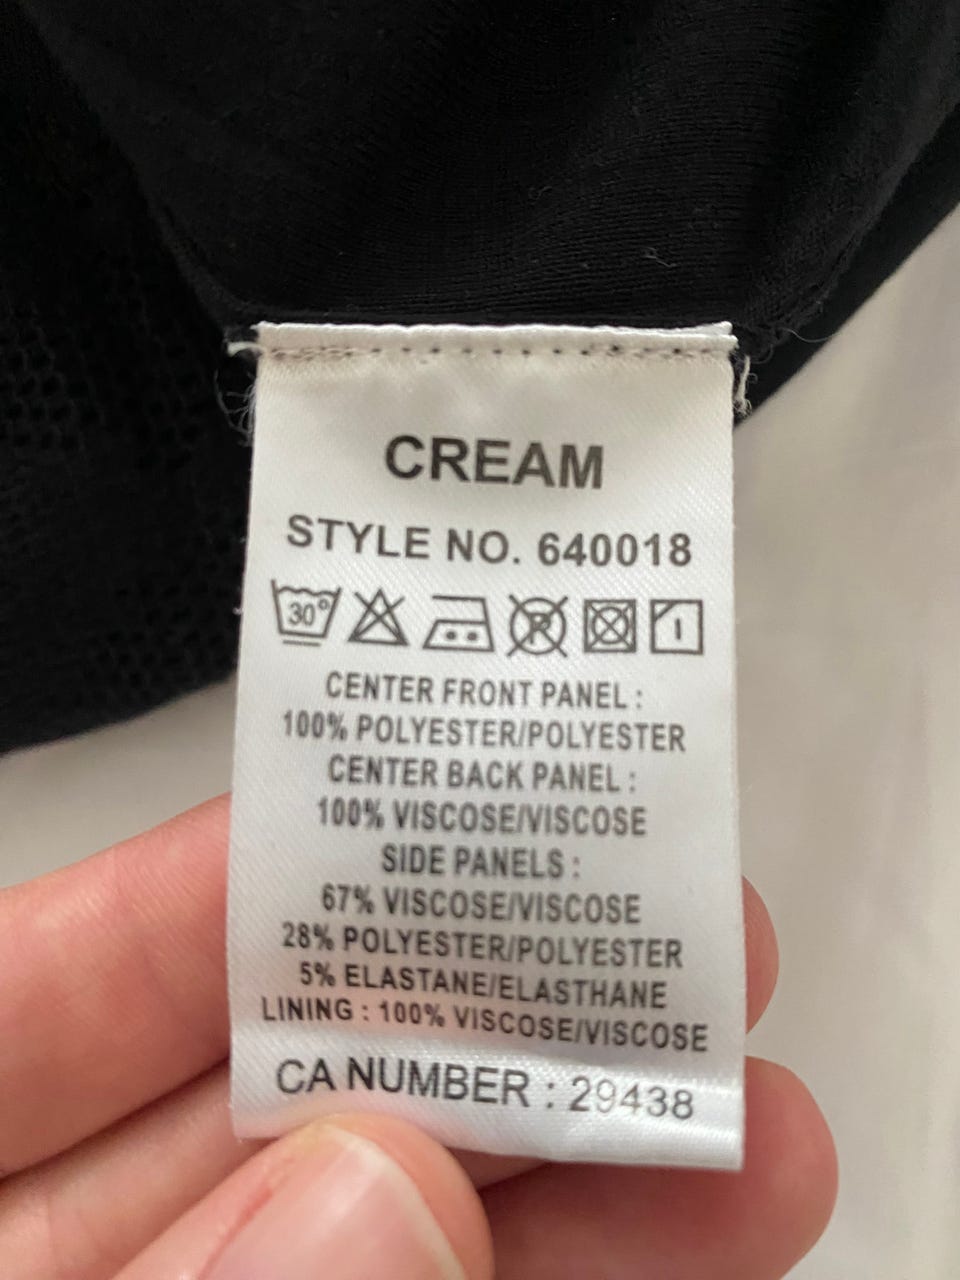 CREAM
STYLE NO. 640018
30° P I
CENTER FRONT PANEL :
100% POLYESTER/POLYESTER
CENTER BACK PANEL :
100% VISCOSE/VISCOSE
SIDE PANELS :
67% VISCOSE/VISCOSE
28% POLYESTER/POLYESTER
5% ELASTANE/ELASTHANE
LINING : 100% VISCOSE/VISCOSE
CA NUMBER : 29438